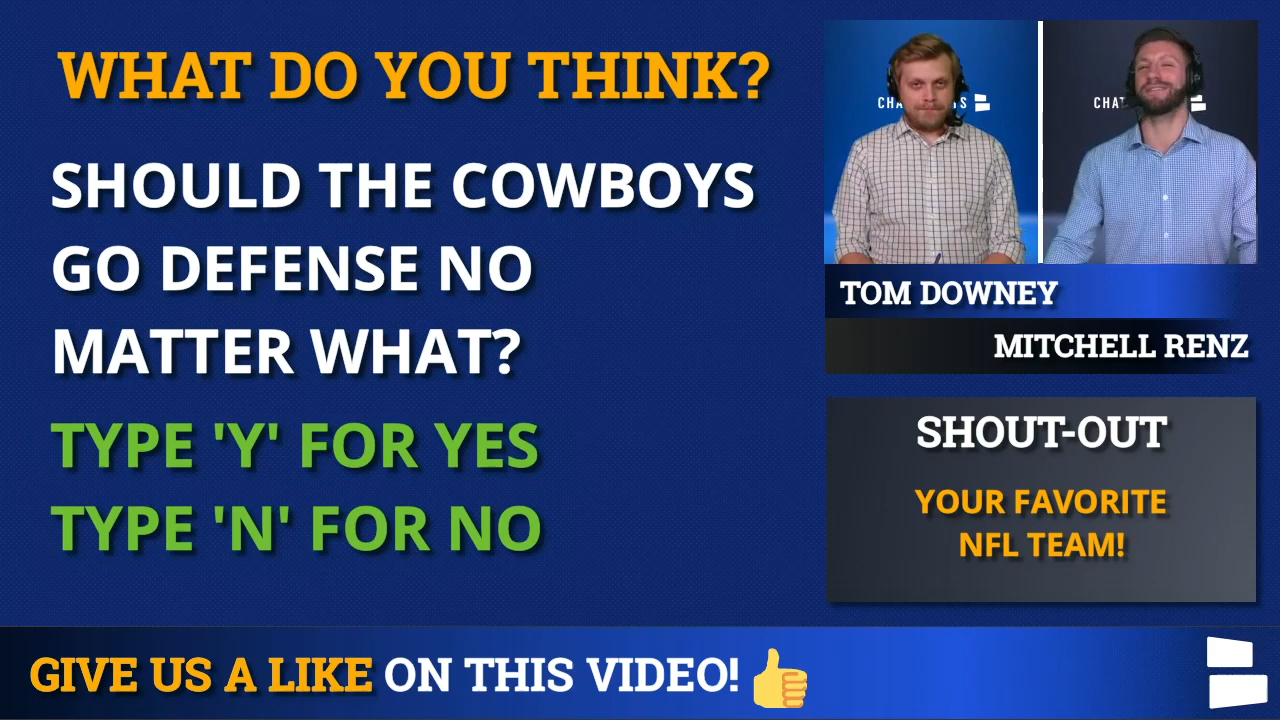 WHAT DO YOU THINK?
SHOULD THE COWBOYS
GO DEFENSE NO
MATTER WHAT?
TYPE 'Y' FOR YES
TYPE 'N' FOR NO
TOM DOWNEY
MITCHELL RENZ
SHOUT-OUT
YOUR FAVORITE
NFL TEAM!
GIVE US A LIKE ON THIS VIDEO!